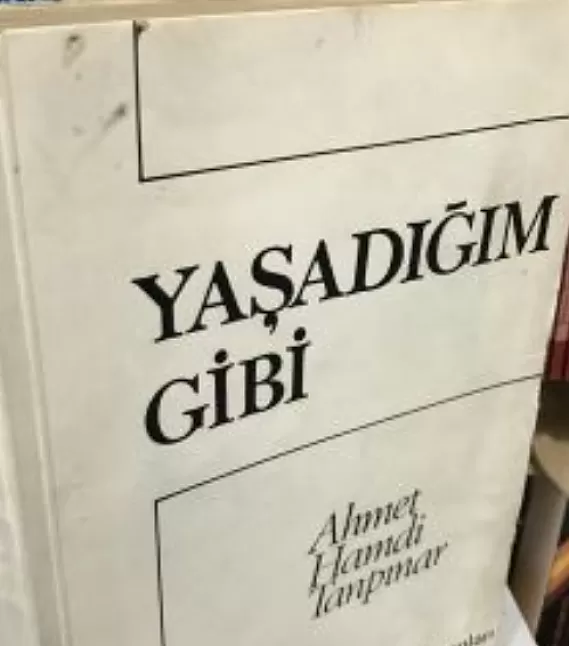 YAŞADIĞIM
GİBİ
Ahmet
Hamdi
Tanpınar